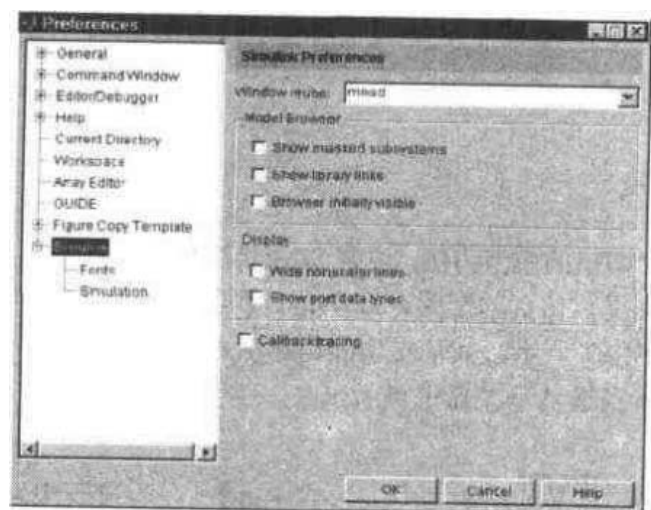 Preferences
General
Command Window
Editor/Debugger
Help
Current Directory
Workspace
Array Editor
GUIDE
Figure Copy Template
Simulink
Fonts
Simulation
Simulink Preferences
Window reuse: mixed
Model Browser
Show masked subsystems
Show library links
Browser initially visible
Display
Wide nonscalar lines
Show port data types
Callback tracing
OK
Cancel
Help